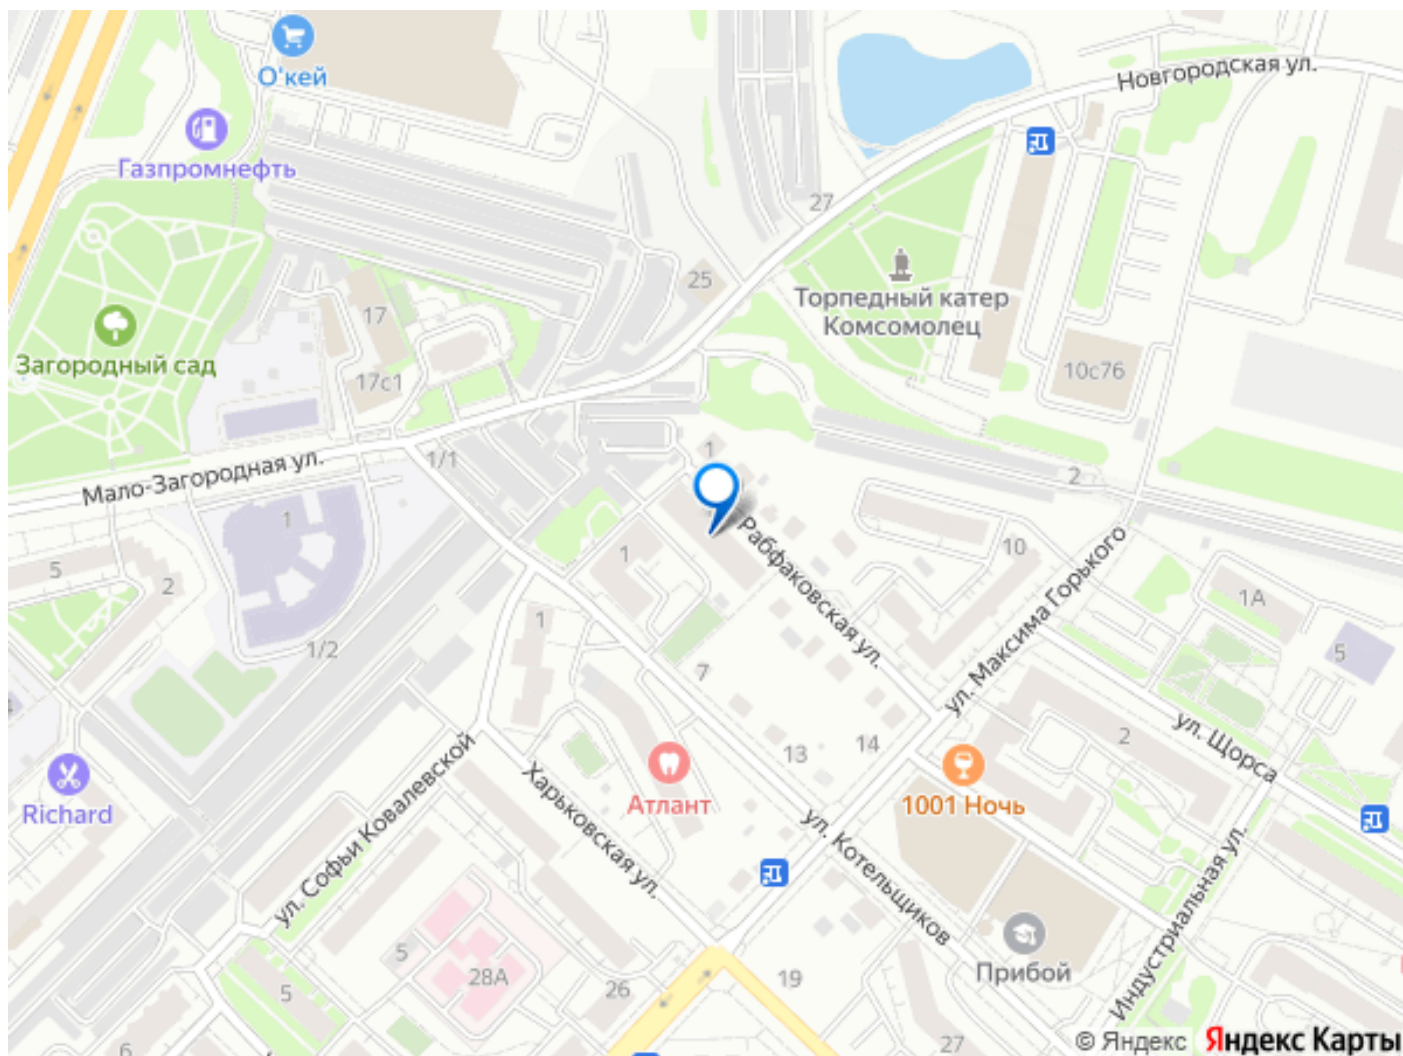 О'кей
Новгородская ул.
Газпромнефть
27
25
Торпедный катер
Комсомолец
17
Загородный сад
17с1
10с76
1/1
1
Мало-Загородная ул.
2
1
Рабфаковская ул.
10
ул. Максима Горького
1
5
2
1А
1
5
1/2
7
ул. Щорса
2
14
13
Richard
Атлант
1001 Ночь
ул. Софьи Ковалевской
Харьковская ул.
ул. Котельщиков
Индустриальная ул.
5
28А
Прибой
5
26
19
27
6
© Яндекс Яндекс Карты